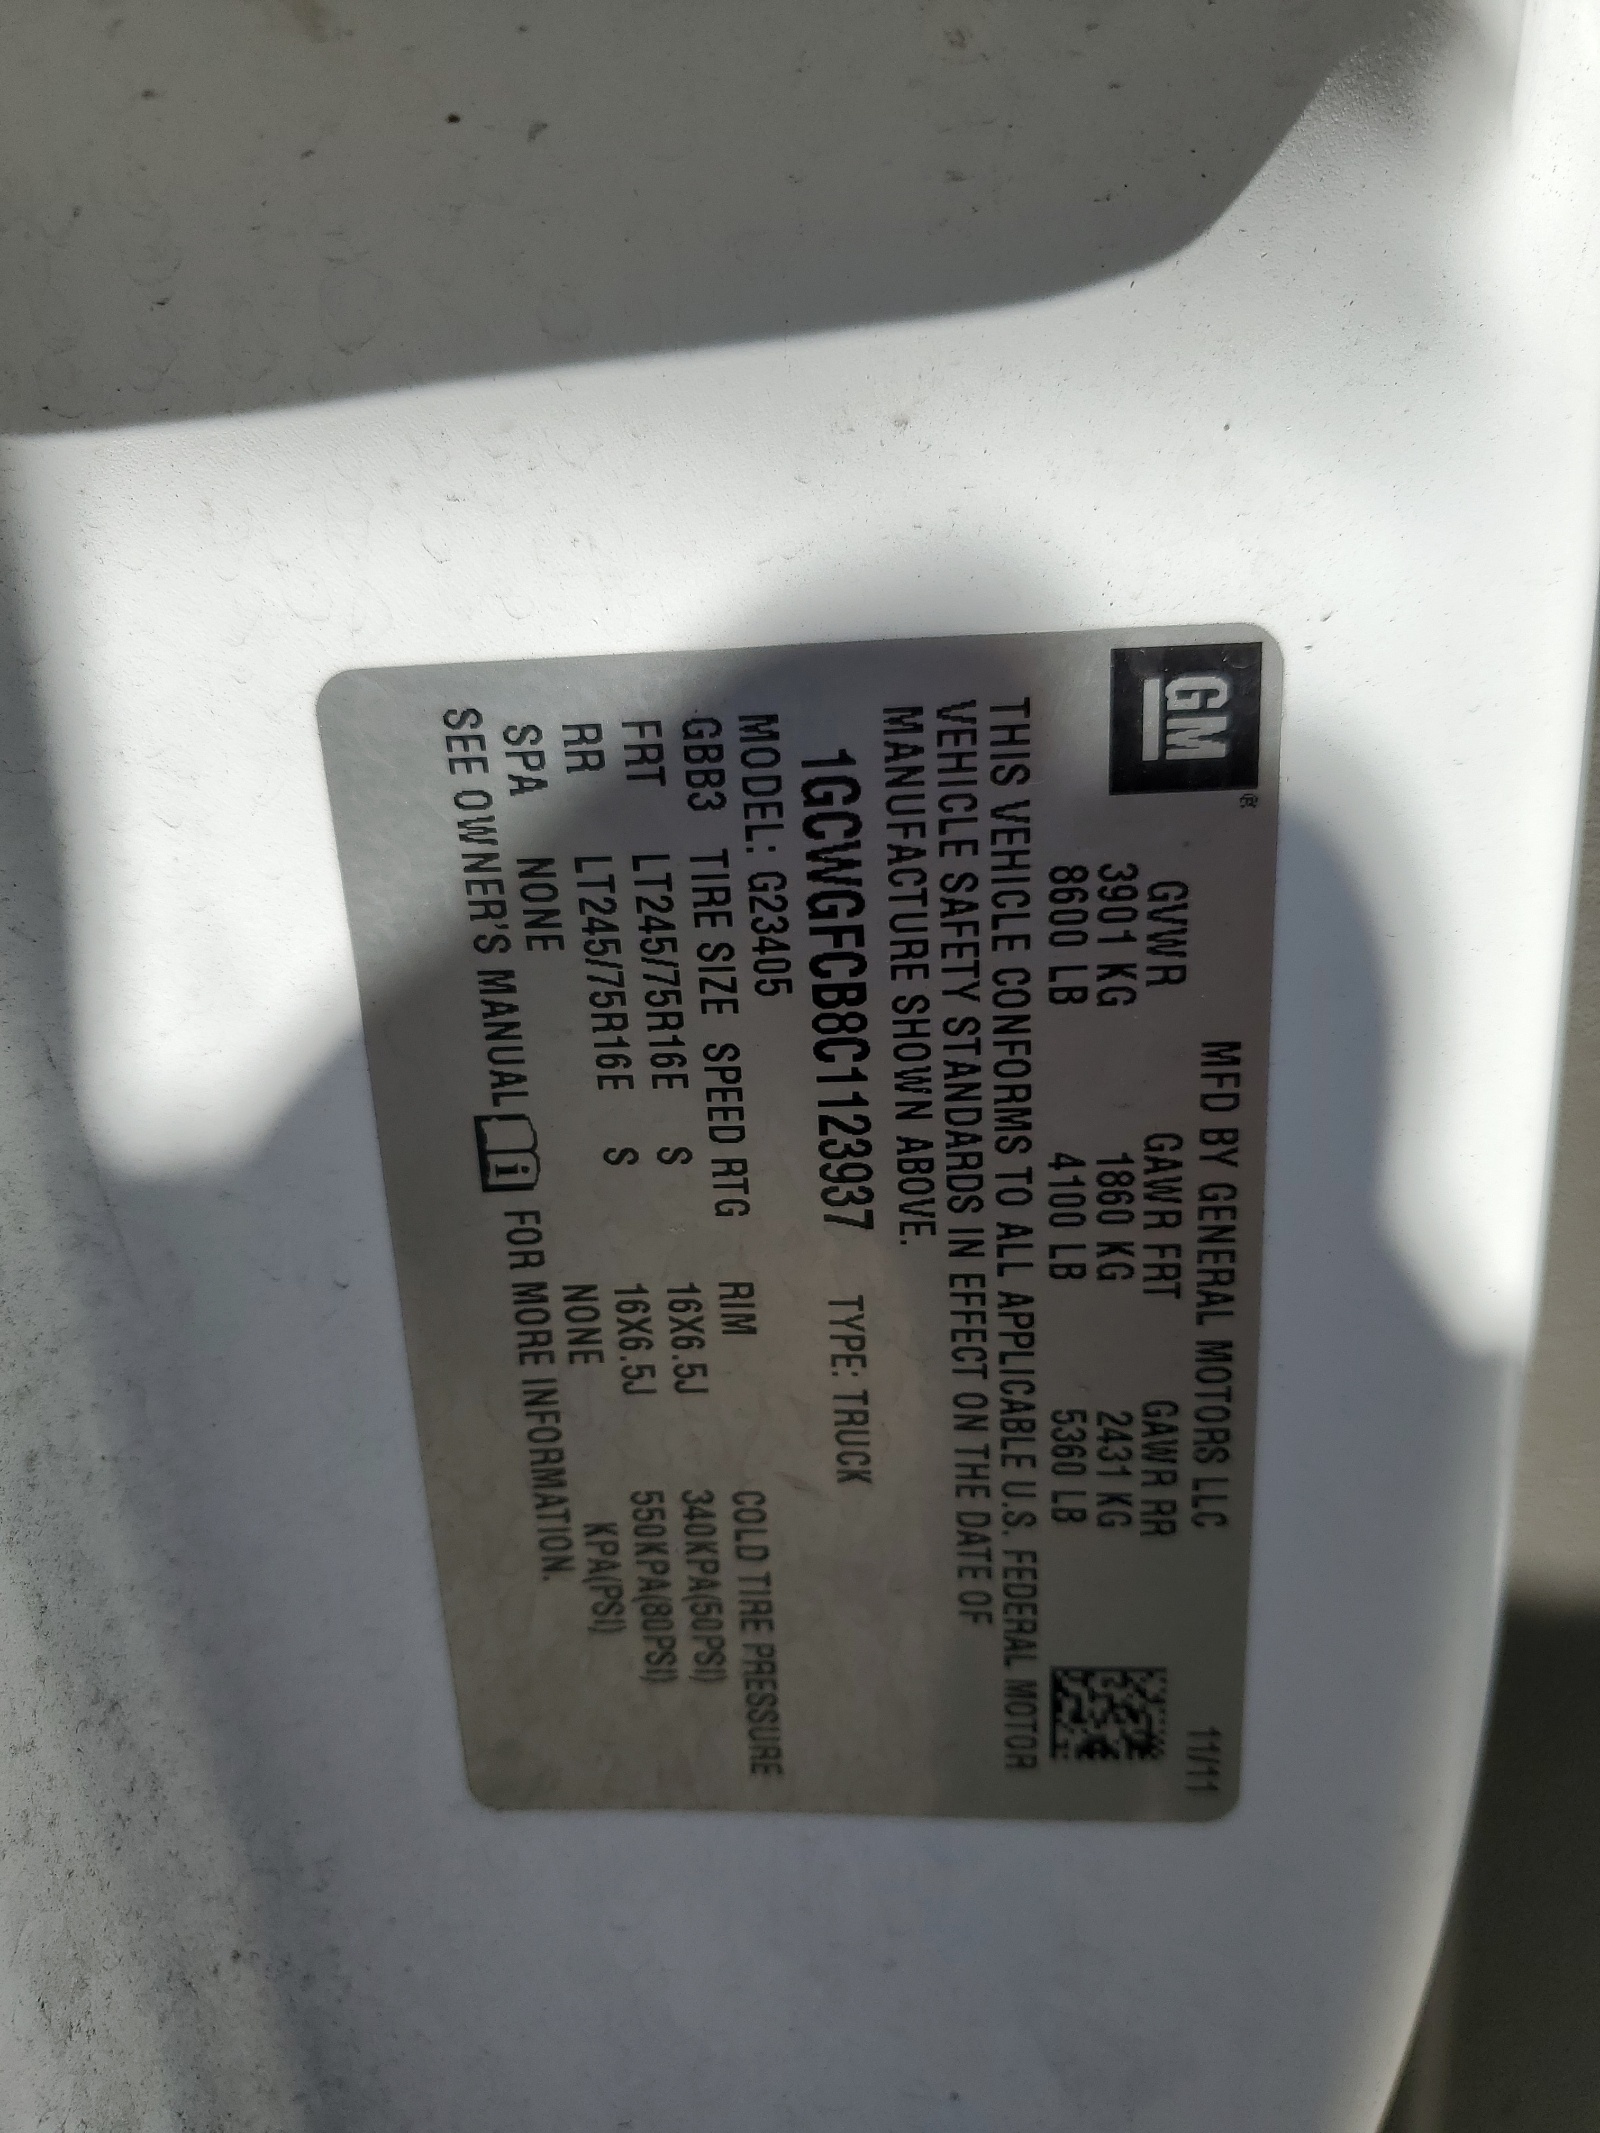 GM®
MFD BY GENERAL MOTORS LLC 11/11
GVWR GAWR FRT GAWR RR
3901 KG 1860 KG 2431 KG
8600 LB 4100 LB 5360 LB
THIS VEHICLE CONFORMS TO ALL APPLICABLE U.S. FEDERAL MOTOR
VEHICLE SAFETY STANDARDS IN EFFECT ON THE DATE OF
MANUFACTURE SHOWN ABOVE.
1GCWGFCB8C1123937 TYPE: TRUCK
MODEL: G23405
GBB3 TIRE SIZE SPEED RTG RIM COLD TIRE PRESSURE
FRT LT245/75R16E S 16X6.5J 340KPA(50PSI)
RR LT245/75R16E S 16X6.5J 550KPA(80PSI)
SPA NONE NONE KPA(PSI)
SEE OWNER'S MANUAL i FOR MORE INFORMATION.